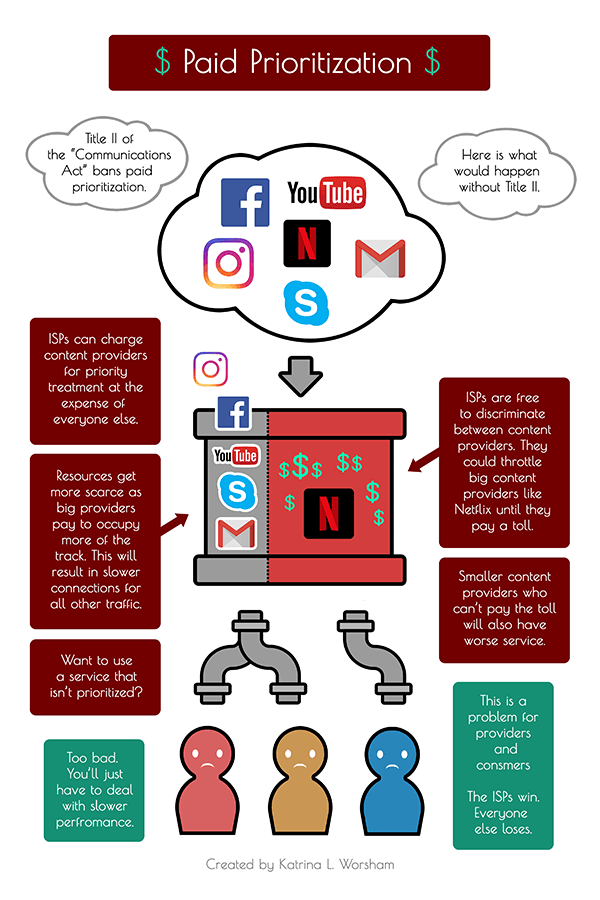 $ Paid Prioritization $
Title II of
the "Communications
Act" bans paid
prioritization.
Here is what
would happen
without Title II.
f
YouTube
N
M
S
ISPs can charge
content providers
for priority
treatment at the
expense of
everyone else.
f
YouTube
S
M
$$$ $$
$ $
$
N
ISPs are free
to discriminate
between content
providers. They
could throttle
big content
providers like
Netflix until they
pay a toll.
Resources get
more scarce as
big providers
pay to occupy
more of the
track. This will
result in slower
connections for
all other traffic.
Smaller content
providers who
can't pay the toll
will also have
worse service.
Want to use
a service that
isn't prioritized?
Too bad.
You'll just
have to deal
with slower
perfromance.
This is a
problem for
providers
and
consmers
The ISPs win.
Everyone
else loses.
Created by Katrina L. Worsham